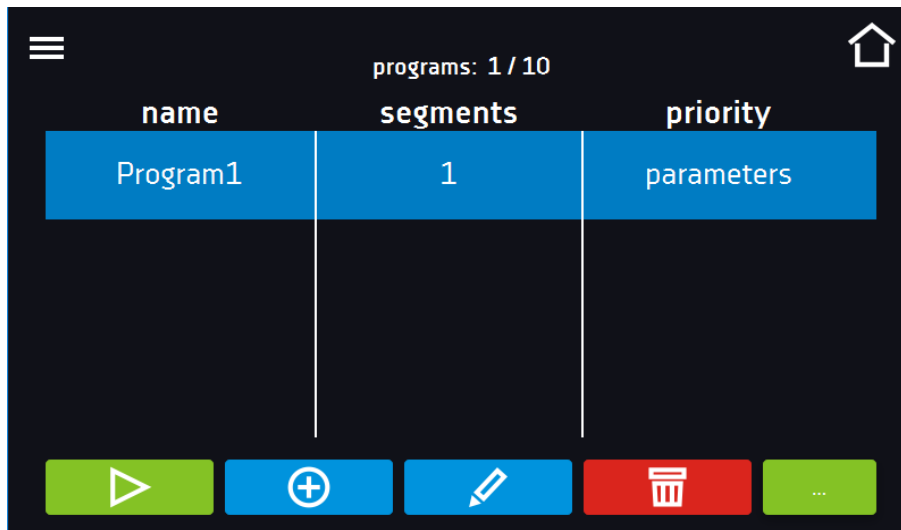 programs: 1 / 10
name segments priority
Program1 1 parameters
...